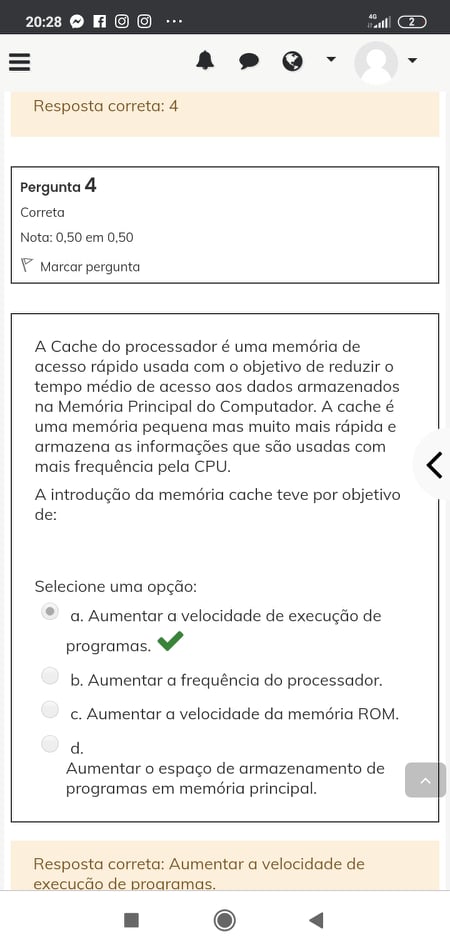 20:28
4G
2
Resposta correta: 4
Pergunta 4
Correta
Nota: 0,50 em 0,50
Marcar pergunta
A Cache do processador é uma memória de
acesso rápido usada com o objetivo de reduzir o
tempo médio de acesso aos dados armazenados
na Memória Principal do Computador. A cache é
uma memória pequena mas muito mais rápida e
armazena as informações que são usadas com
mais frequência pela CPU.
A introdução da memória cache teve por objetivo
de:
Selecione uma opção:
a. Aumentar a velocidade de execução de
programas.
b. Aumentar a frequência do processador.
c. Aumentar a velocidade da memória ROM.
d.
Aumentar o espaço de armazenamento de
programas em memória principal.
Resposta correta: Aumentar a velocidade de
execução de programas.